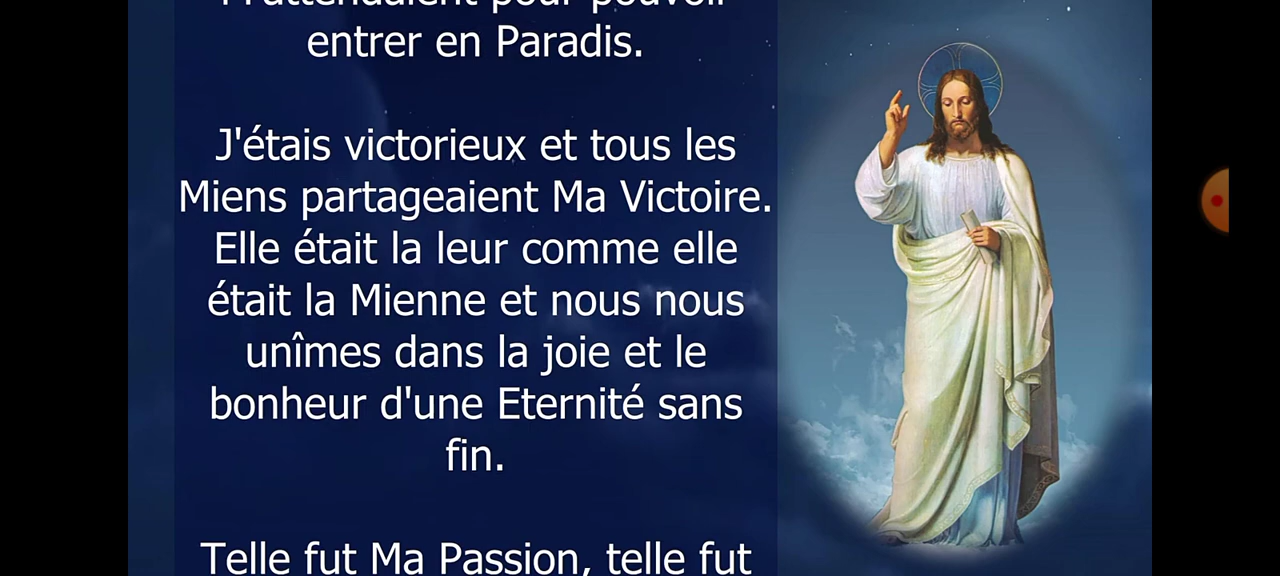 entrer en Paradis.
J'étais victorieux et tous les
Miens partageaient Ma Victoire.
Elle était la leur comme elle
était la Mienne et nous nous
unîmes dans la joie et le
bonheur d'une Eternité sans
fin.
Telle fut Ma Passion, telle fut